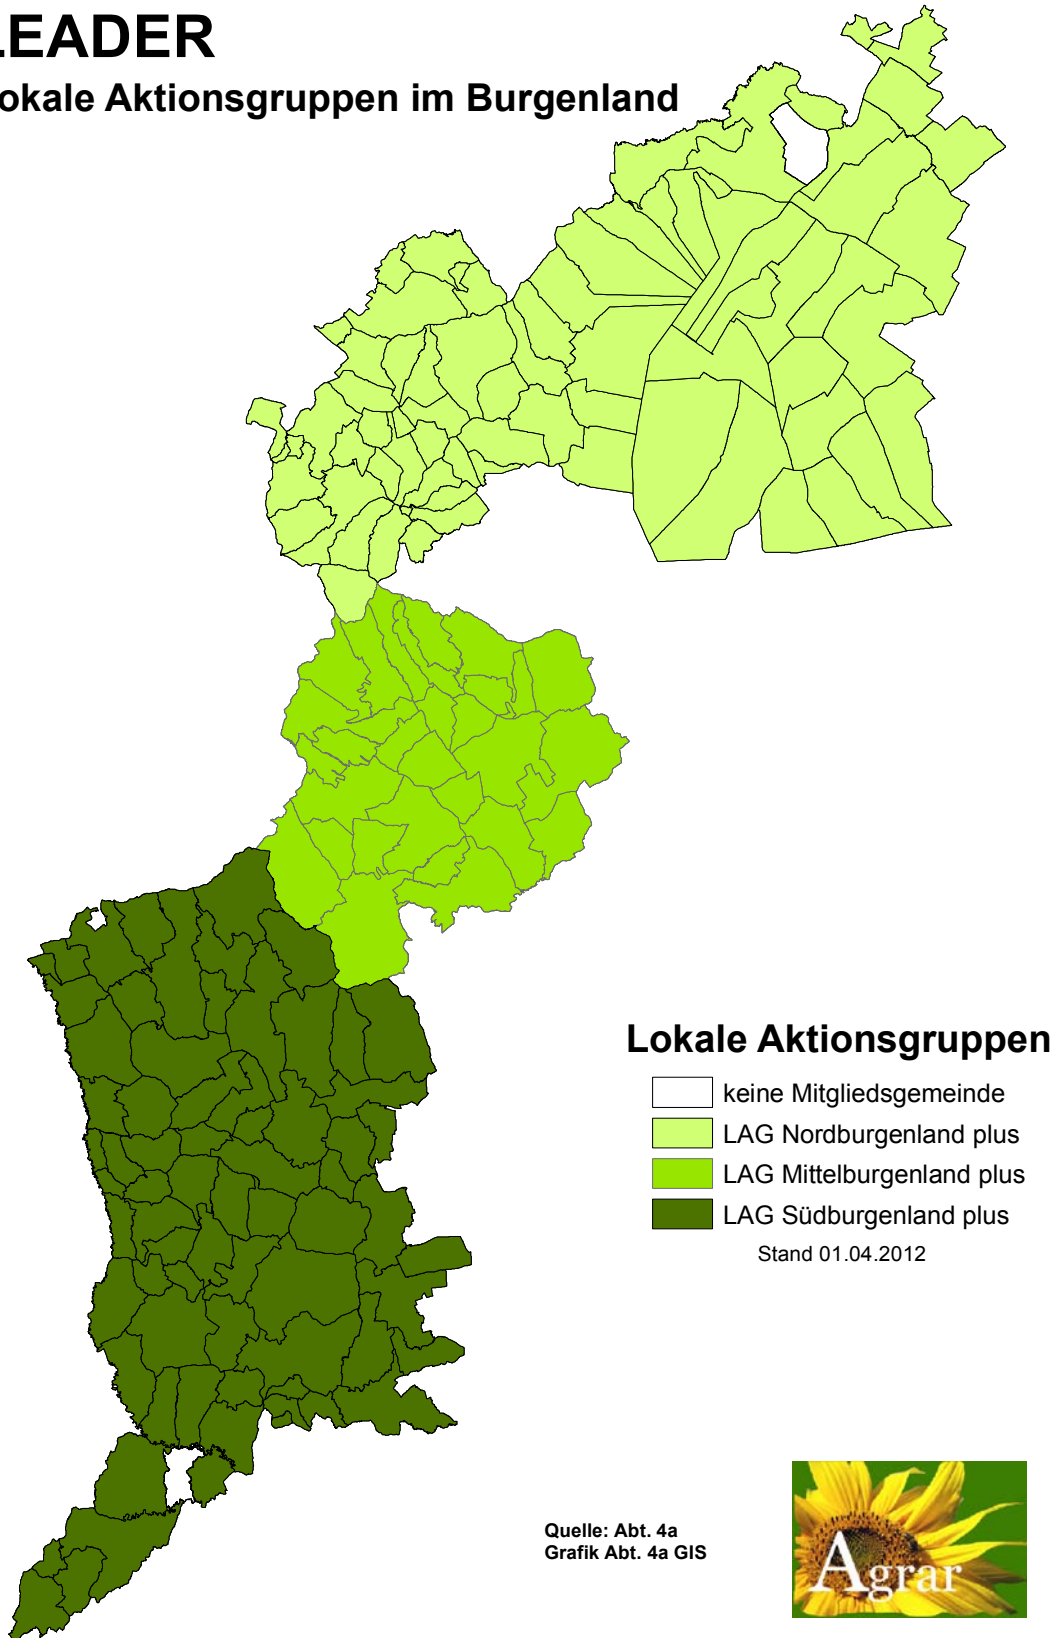 LEADER
Lokale Aktionsgruppen im Burgenland
Lokale Aktionsgruppen
keine Mitgliedsgemeinde
LAG Nordburgenland plus
LAG Mittelburgenland plus
LAG Südburgenland plus
Stand 01.04.2012
Quelle: Abt. 4a
Grafik Abt. 4a GIS
Agrar